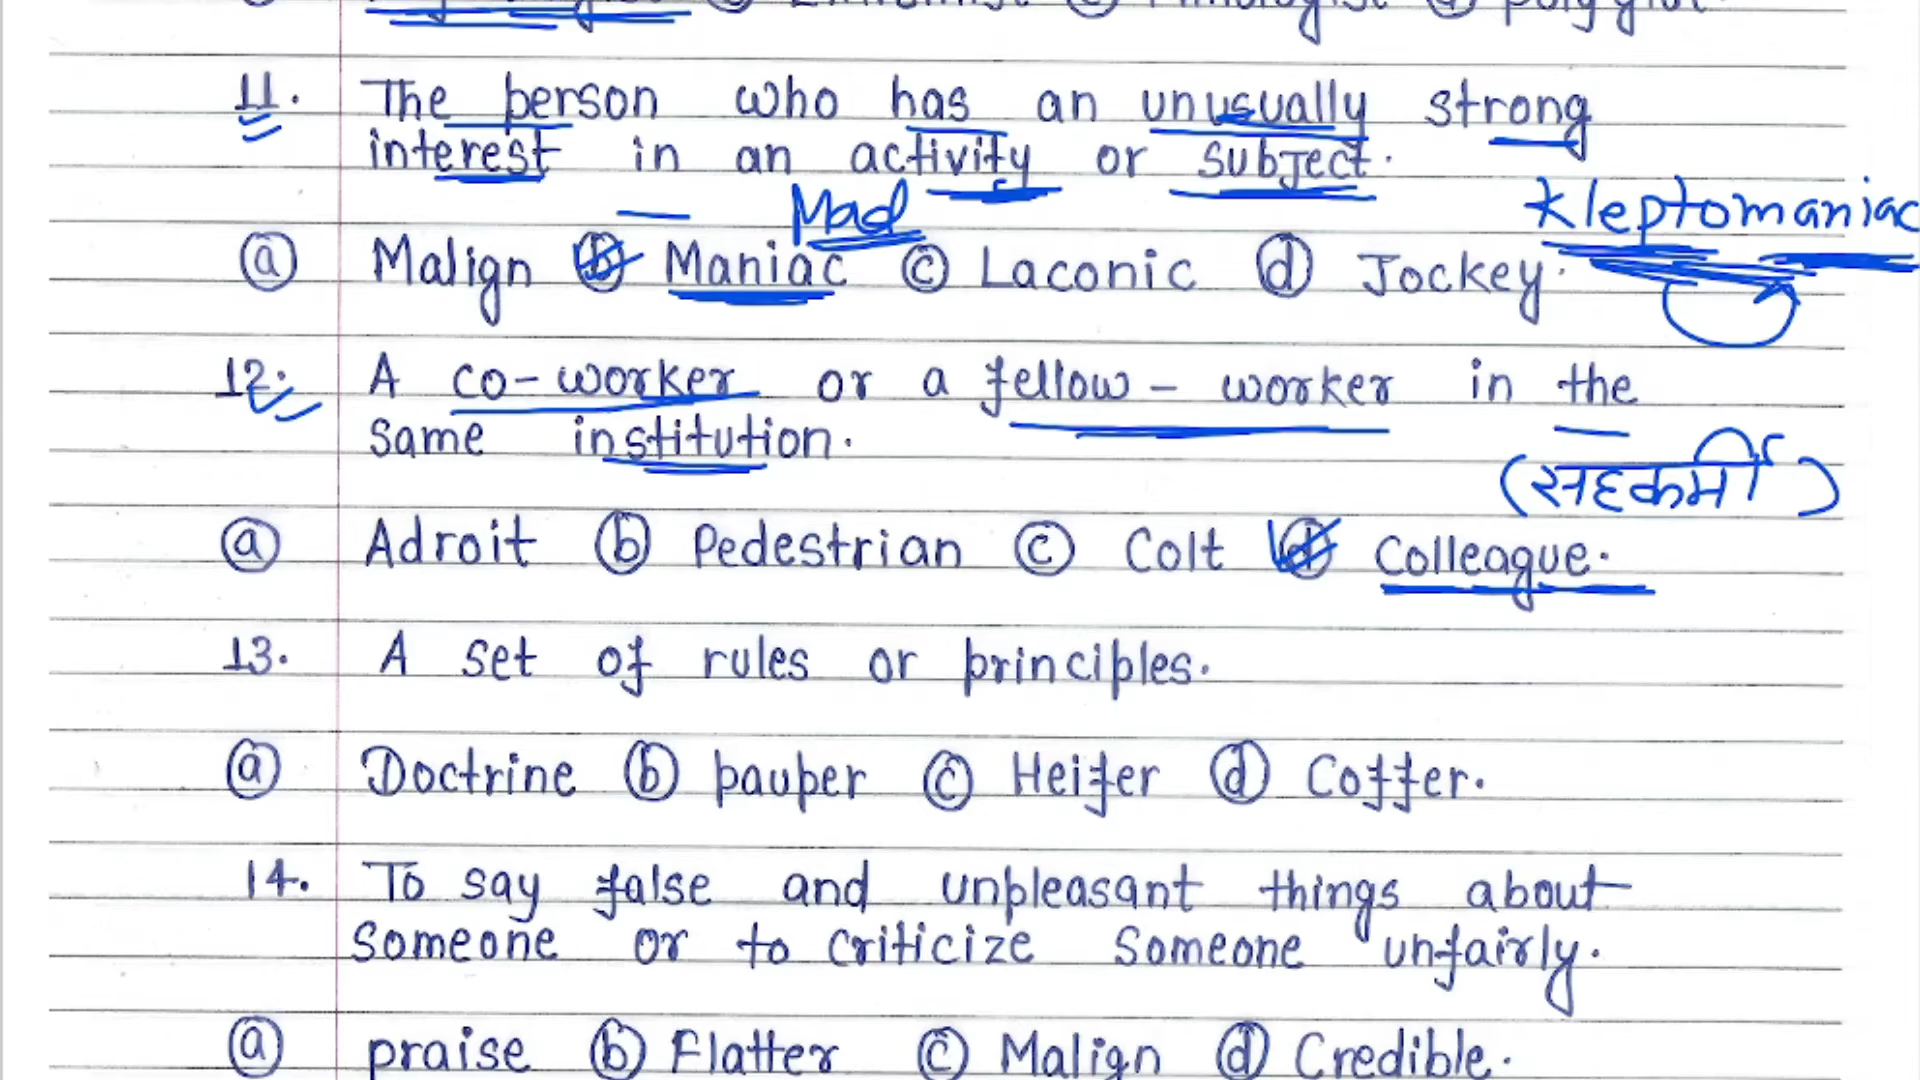 11. The person who has an unusually strong
interest in an activity or subject.
Mad
Kleptomaniac
ⓐ Malign ⓑ Maniac ⓒ Laconic ⓓ Jockey.
12. A co-worker or a fellow-worker in the
same institution.
(सहकर्मी)
ⓐ Adroit ⓑ Pedestrian ⓒ Colt ⓓ Colleague.
13. A set of rules or principles.
ⓐ Doctrine ⓑ pauper ⓒ Heifer ⓓ Coffer.
14. To say false and unpleasant things about
someone or to criticize someone unfairly.
ⓐ praise ⓑ Flatter ⓒ Malign ⓓ Credible.